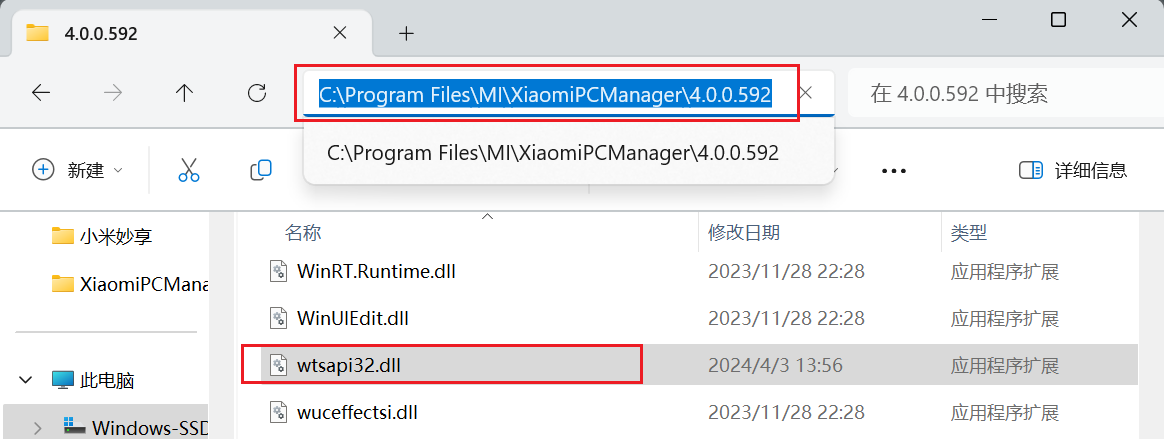 4.0.0.592
C:\Program Files\MI\XiaomiPCManager\4.0.0.592
在 4.0.0.592 中搜索
C:\Program Files\MI\XiaomiPCManager\4.0.0.592
新建
详细信息
小米妙享
XiaomiPCMana
此电脑
Windows-SSD
名称 修改日期 类型
WinRT.Runtime.dll 2023/11/28 22:28 应用程序扩展
WinUIEdit.dll 2023/11/28 22:28 应用程序扩展
wtsapi32.dll 2024/4/3 13:56 应用程序扩展
wuceffectsi.dll 2023/11/28 22:28 应用程序扩展